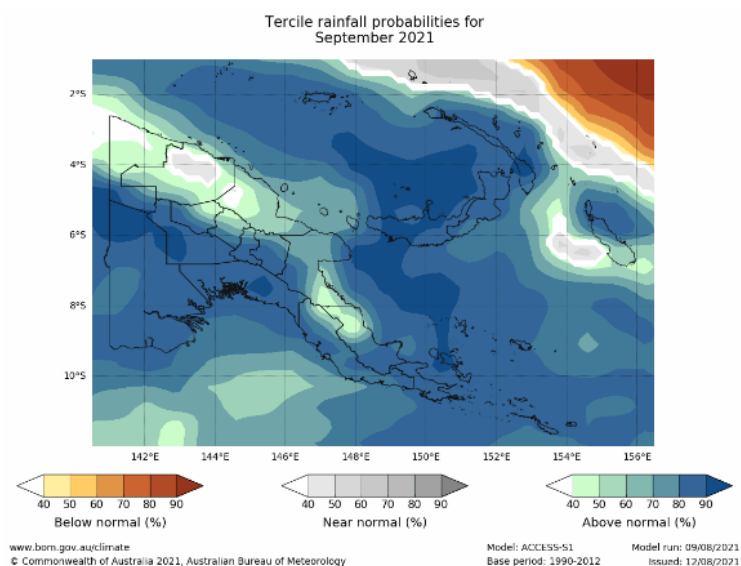 Tercile rainfall probabilities for
September 2021
2°S
4°S
6°S
8°S
10°S
142°E 144°E 146°E 148°E 150°E 152°E 154°E 156°E
40 50 60 70 80 90 40 50 60 70 80 90 40 50 60 70 80 90
Below normal (%) Near normal (%) Above normal (%)
www.bom.gov.au/climate Model: ACCESS-S1 Model run: 09/08/2021
© Commonwealth of Australia 2021, Australian Bureau of Meteorology Base period: 1990-2012 Issued: 12/08/2021